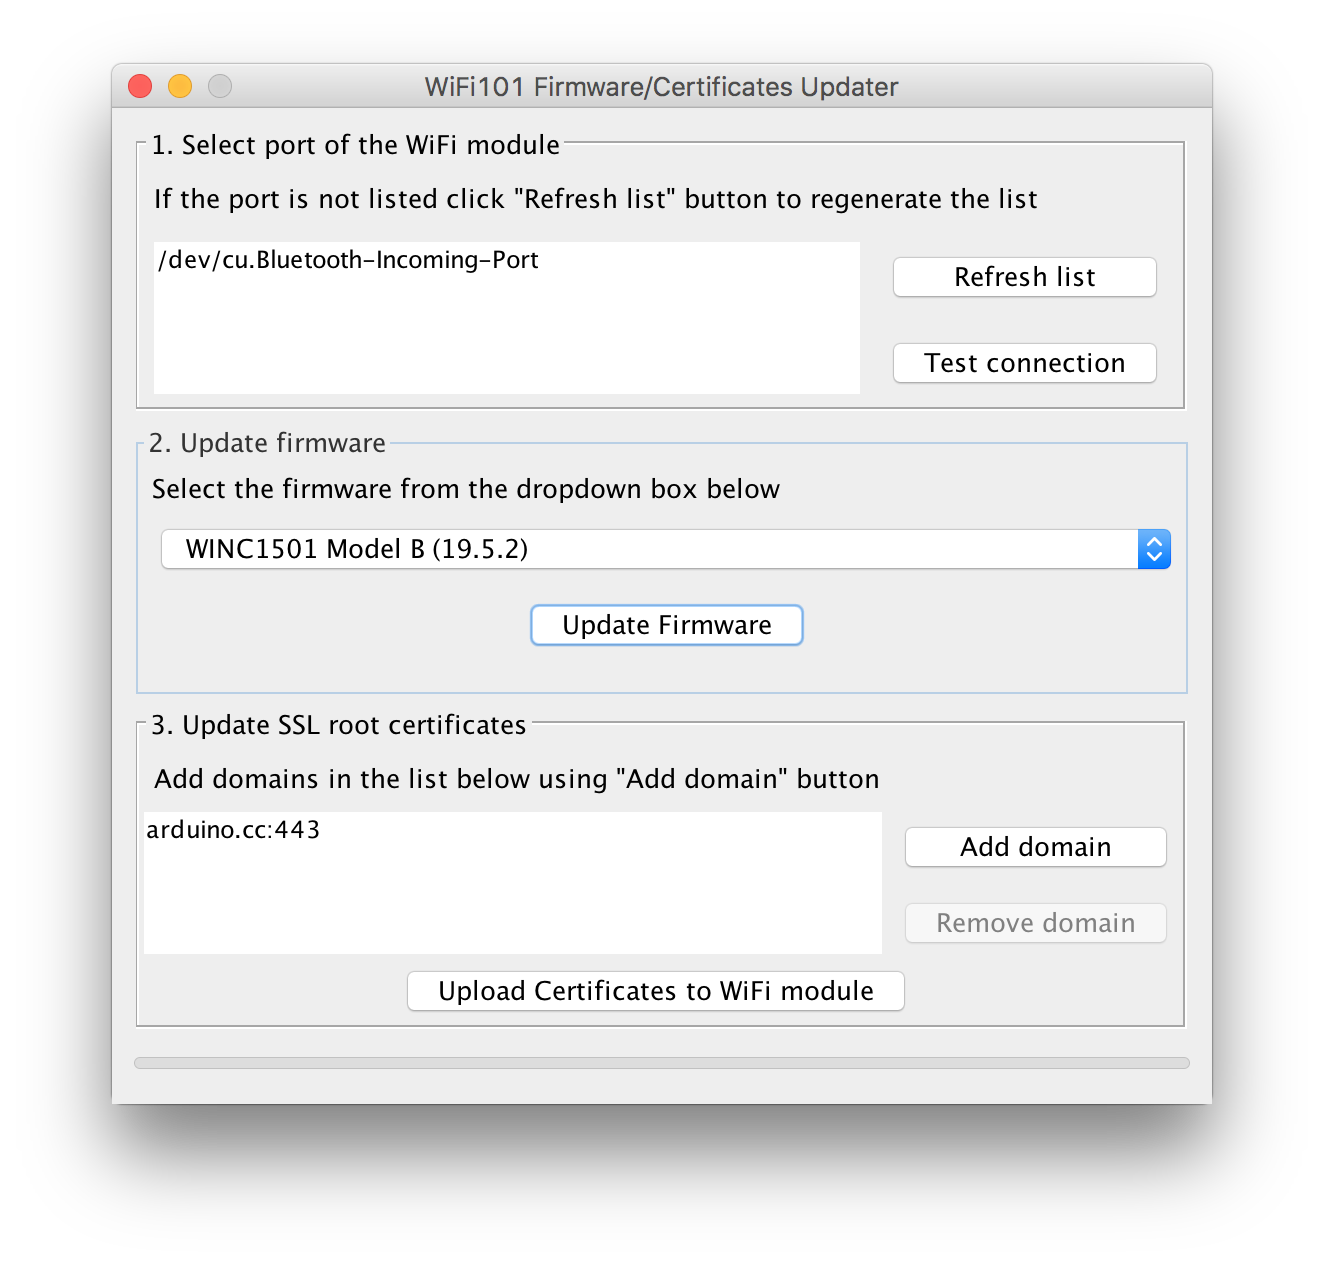 WiFi101 Firmware/Certificates Updater
1. Select port of the WiFi module
If the port is not listed click "Refresh list" button to regenerate the list
/dev/cu.Bluetooth-Incoming-Port
Refresh list
Test connection
2. Update firmware
Select the firmware from the dropdown box below
WINC1501 Model B (19.5.2)
Update Firmware
3. Update SSL root certificates
Add domains in the list below using "Add domain" button
arduino.cc:443
Add domain
Remove domain
Upload Certificates to WiFi module